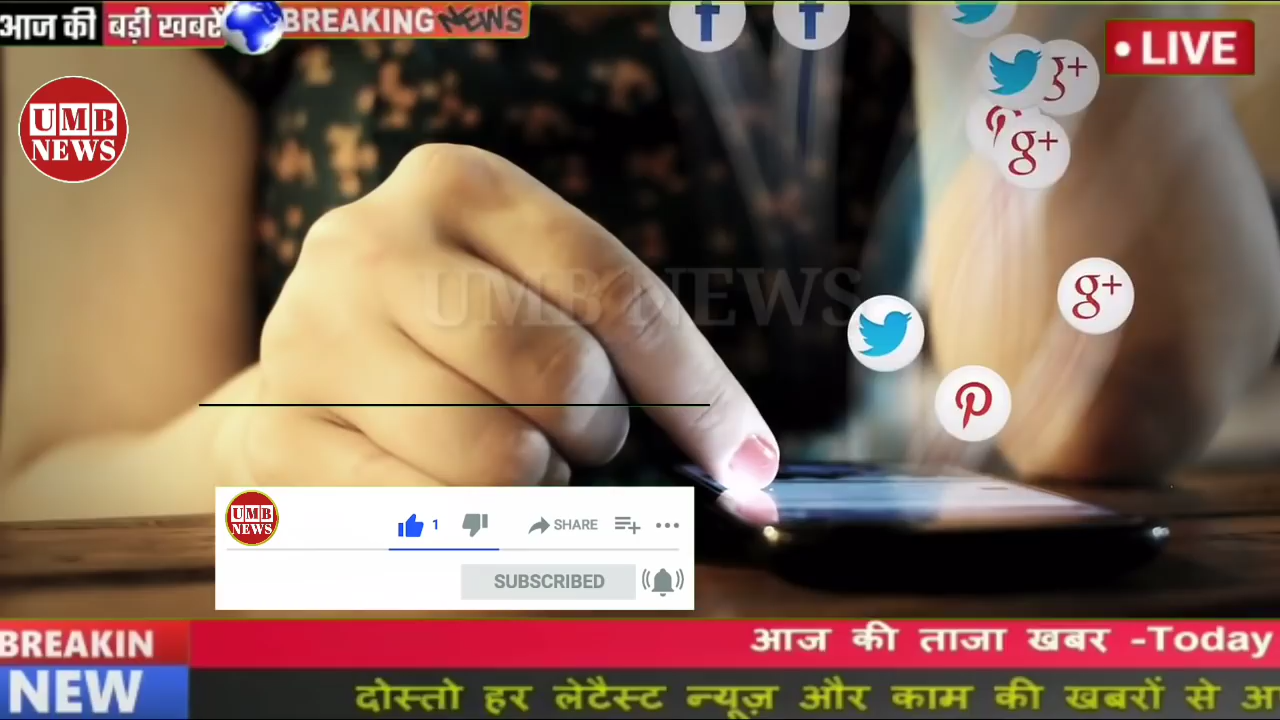 आज की बड़ी खबरें BREAKING NEWS
LIVE
UMB
NEWS
UMB NEWS
UMB
NEWS
1
SHARE
SUBSCRIBED
BREAKIN
NEW
आज की ताजा खबर -Today
दोस्तो हर लेटैस्ट न्यूज़ और काम की खबरों से अ